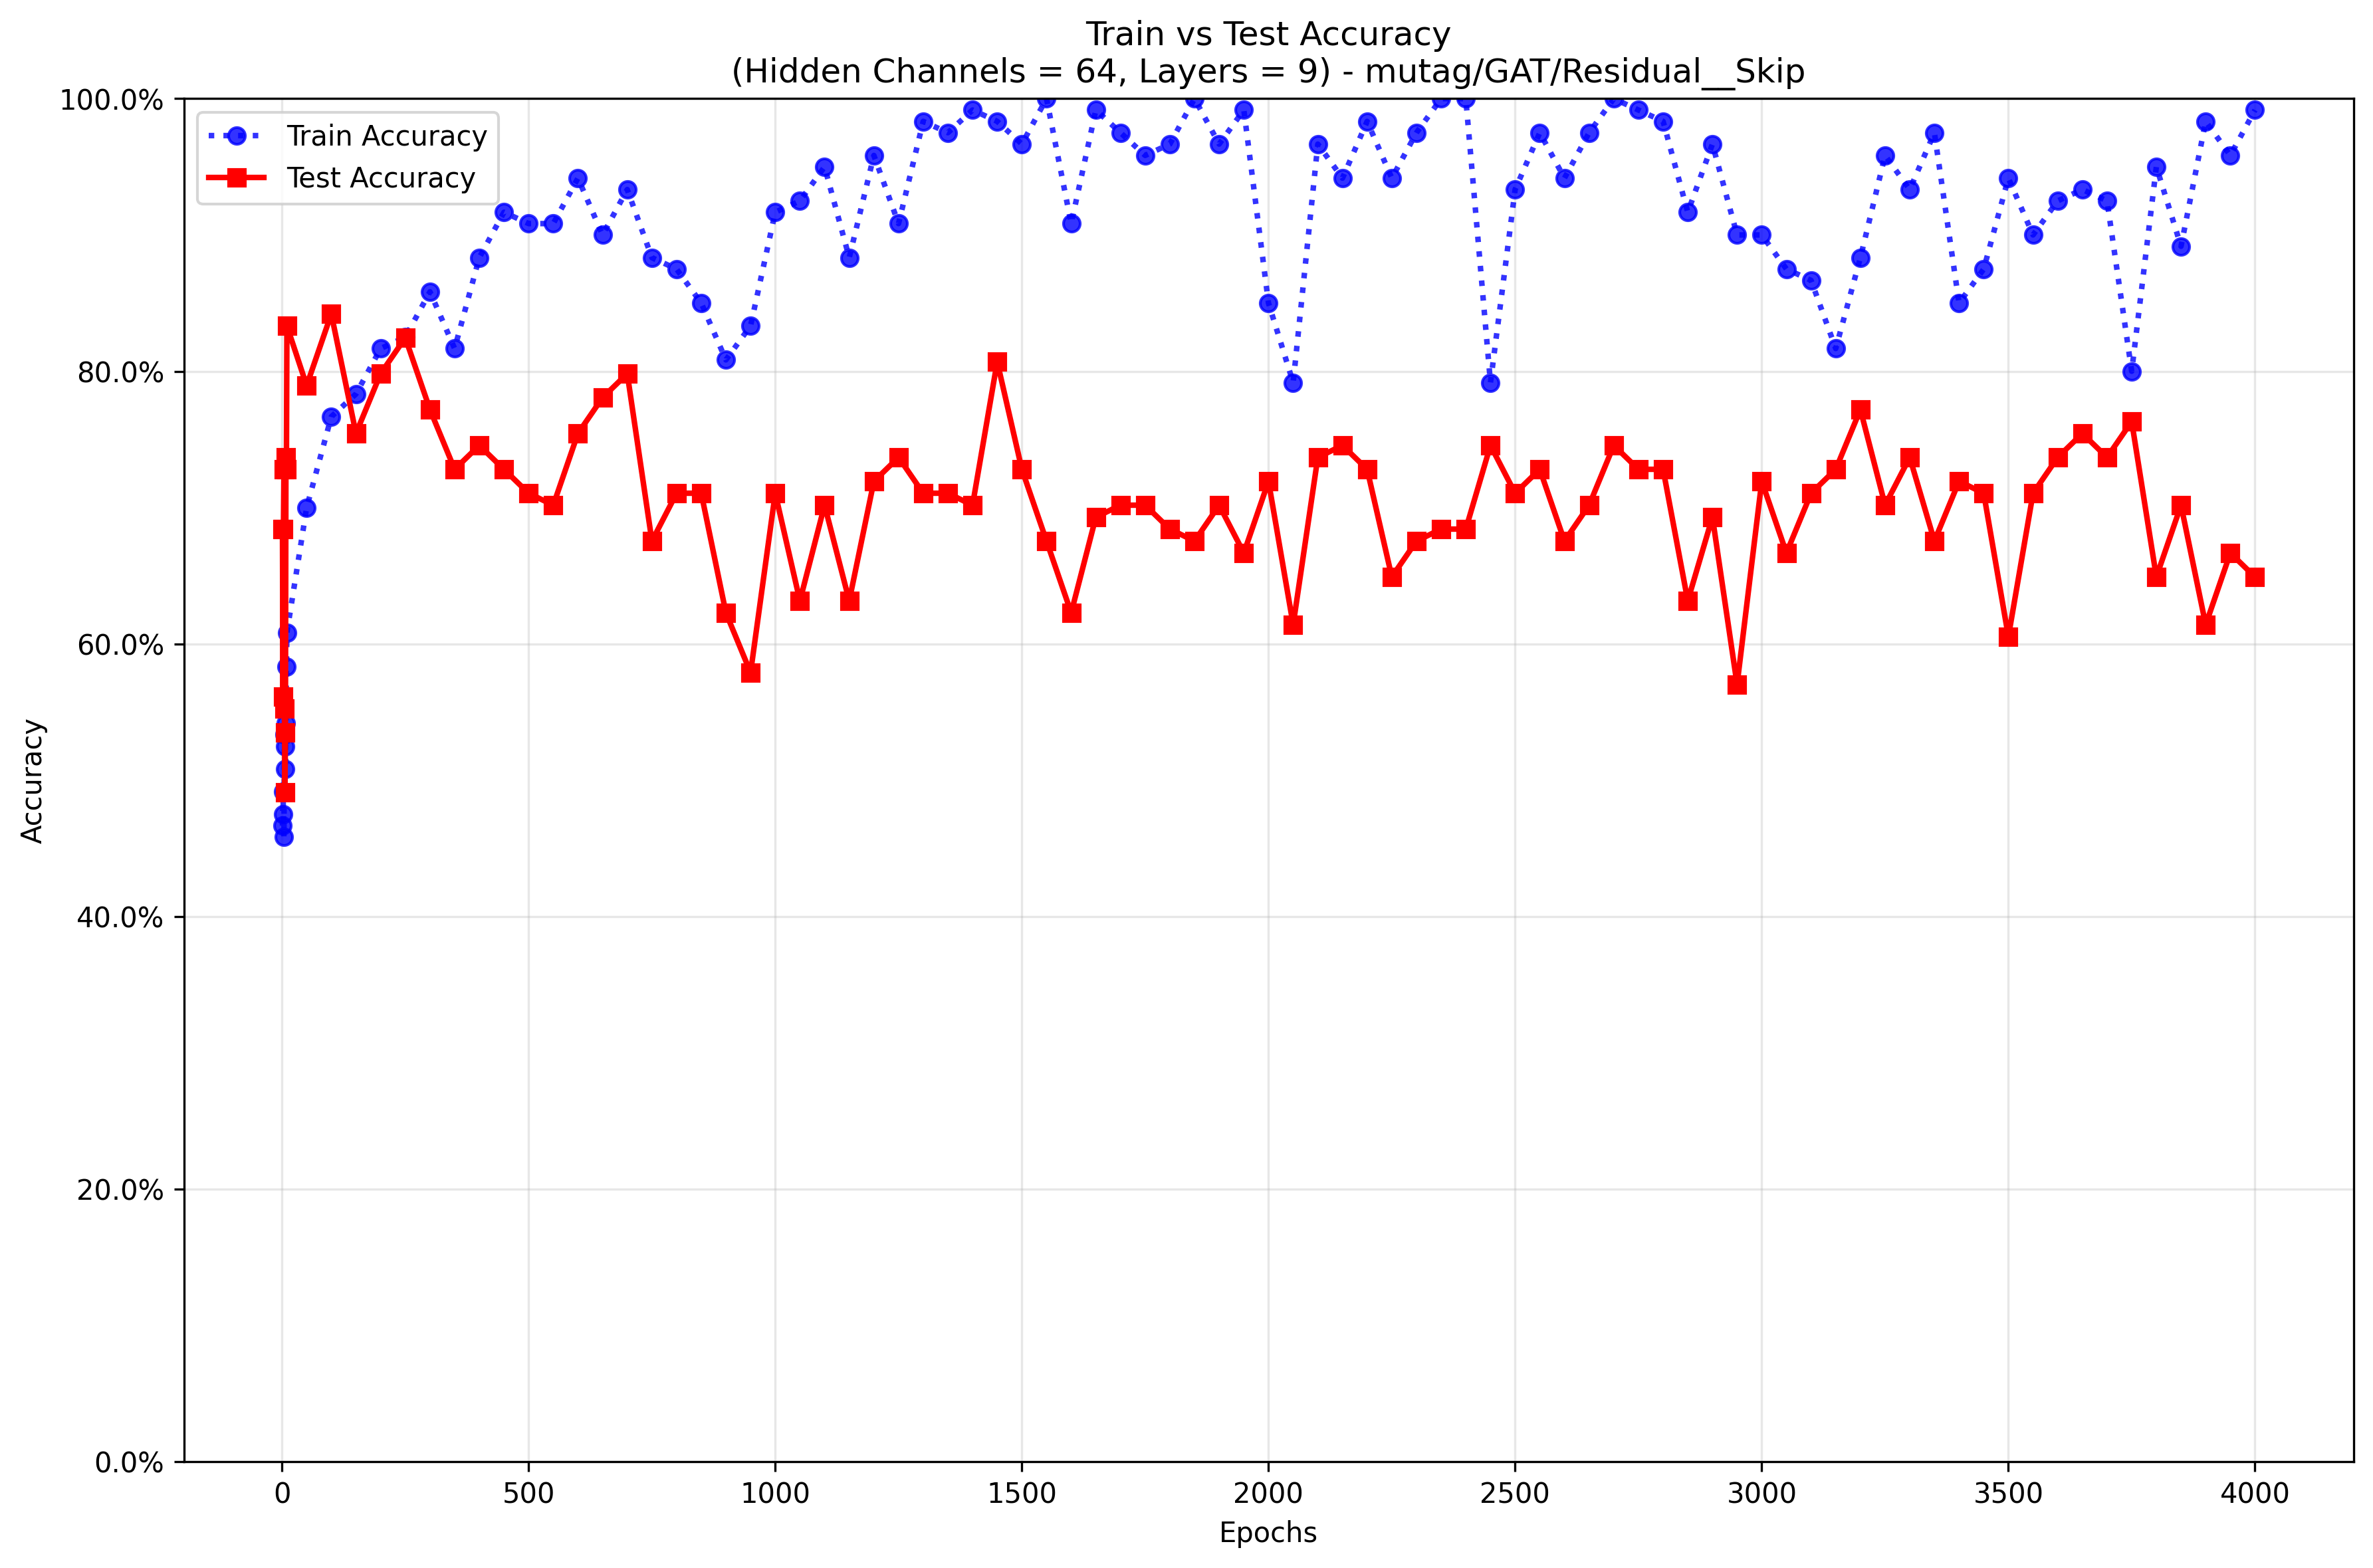 Train vs Test Accuracy
(Hidden Channels = 64, Layers = 9) - mutag/GAT/Residual__Skip
Train Accuracy
Test Accuracy
100.0%
80.0%
60.0%
40.0%
20.0%
0.0%
Accuracy
0 500 1000 1500 2000 2500 3000 3500 4000
Epochs